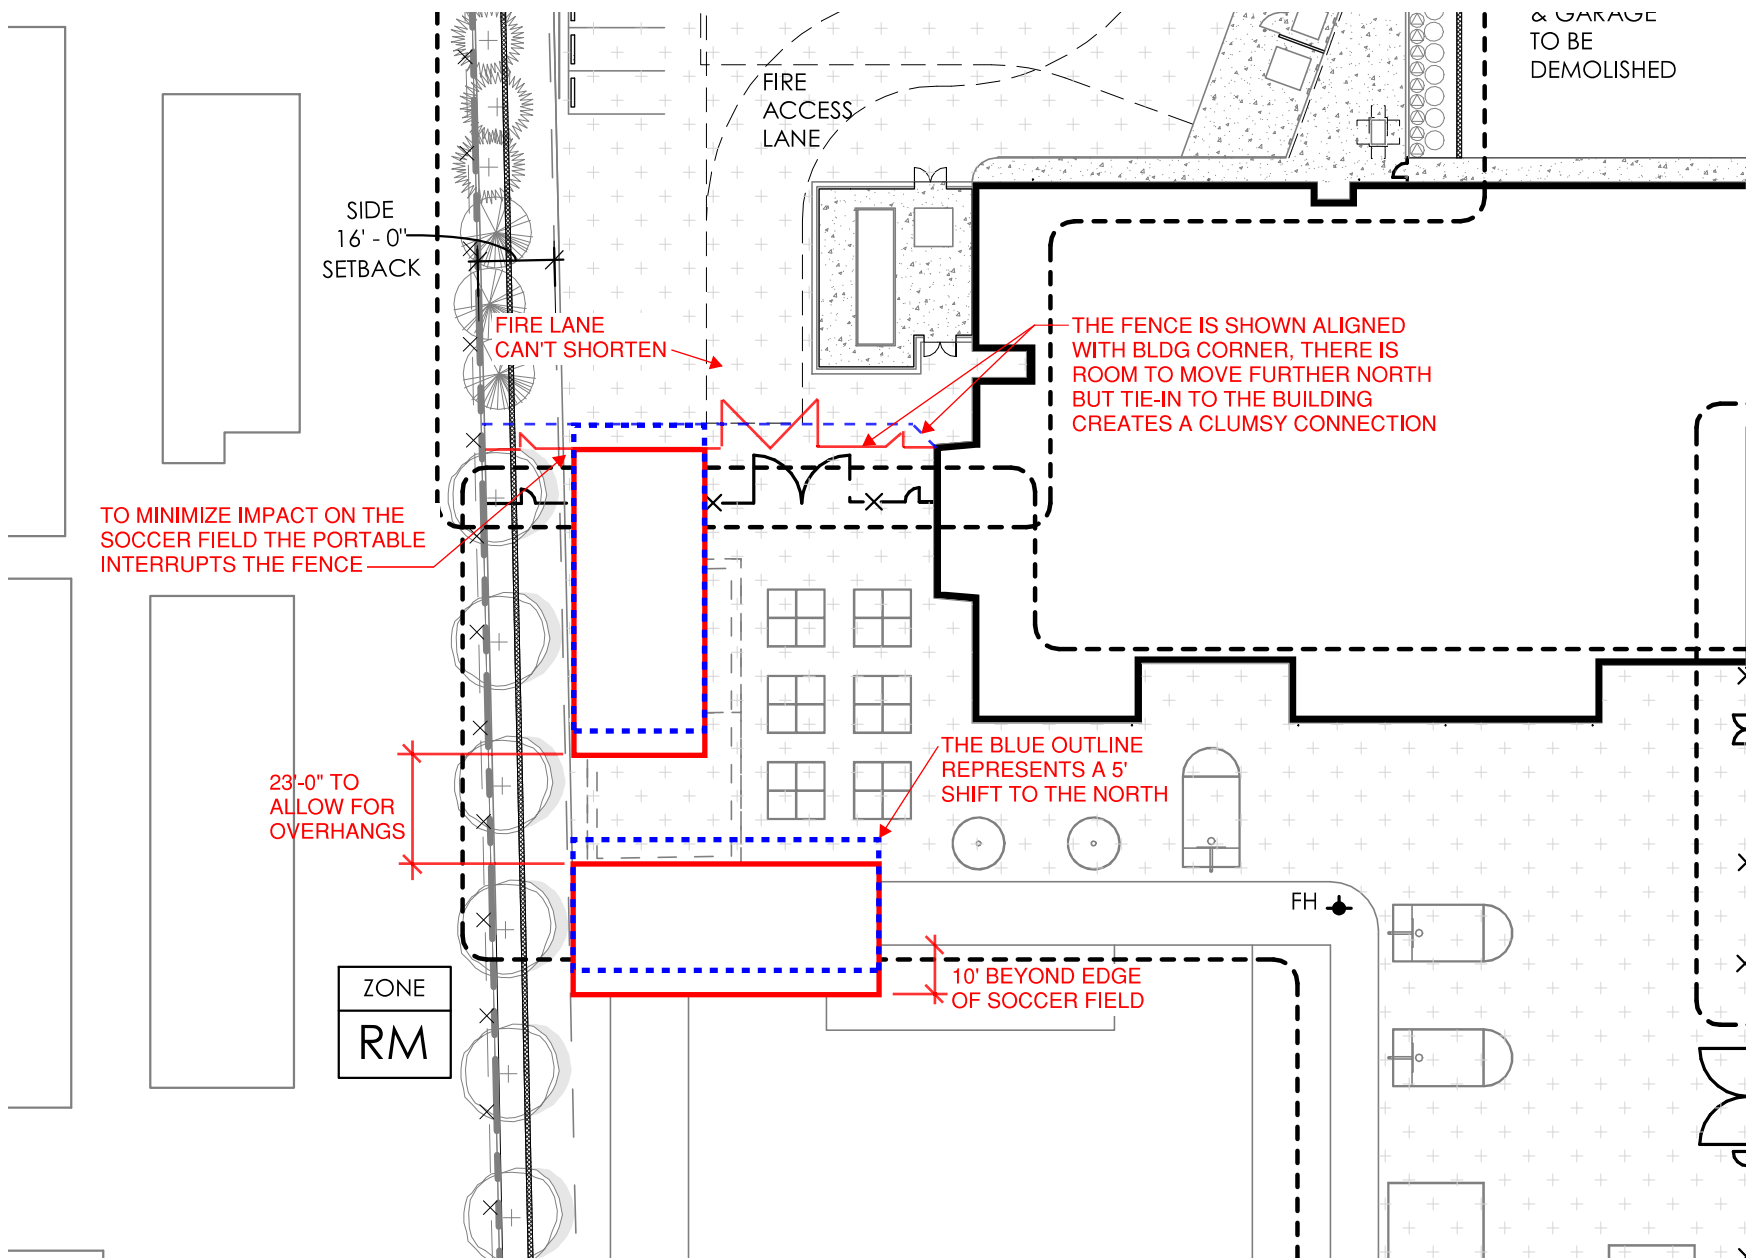 & GARAGE
TO BE
DEMOLISHED
FIRE
ACCESS
LANE
SIDE
16' - 0"
SETBACK
FIRE LANE
CAN'T SHORTEN
THE FENCE IS SHOWN ALIGNED
WITH BLDG CORNER, THERE IS
ROOM TO MOVE FURTHER NORTH
BUT TIE-IN TO THE BUILDING
CREATES A CLUMSY CONNECTION
TO MINIMIZE IMPACT ON THE
SOCCER FIELD THE PORTABLE
INTERRUPTS THE FENCE
THE BLUE OUTLINE
REPRESENTS A 5'
SHIFT TO THE NORTH
23'-0" TO
ALLOW FOR
OVERHANGS
FH
10' BEYOND EDGE
OF SOCCER FIELD
ZONE
RM